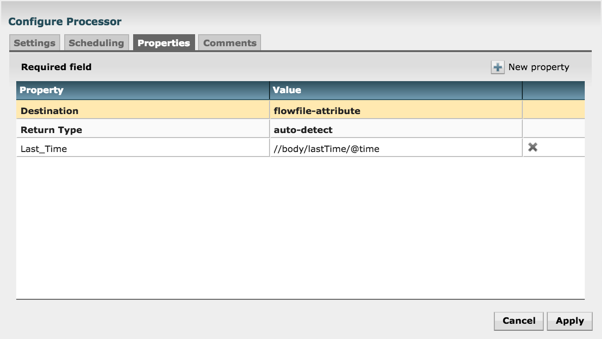 Configure Processor
Settings Scheduling Properties Comments
Required field New property
Property Value
Destination flowfile-attribute
Return Type auto-detect
Last_Time //body/lastTime/@time
Cancel Apply